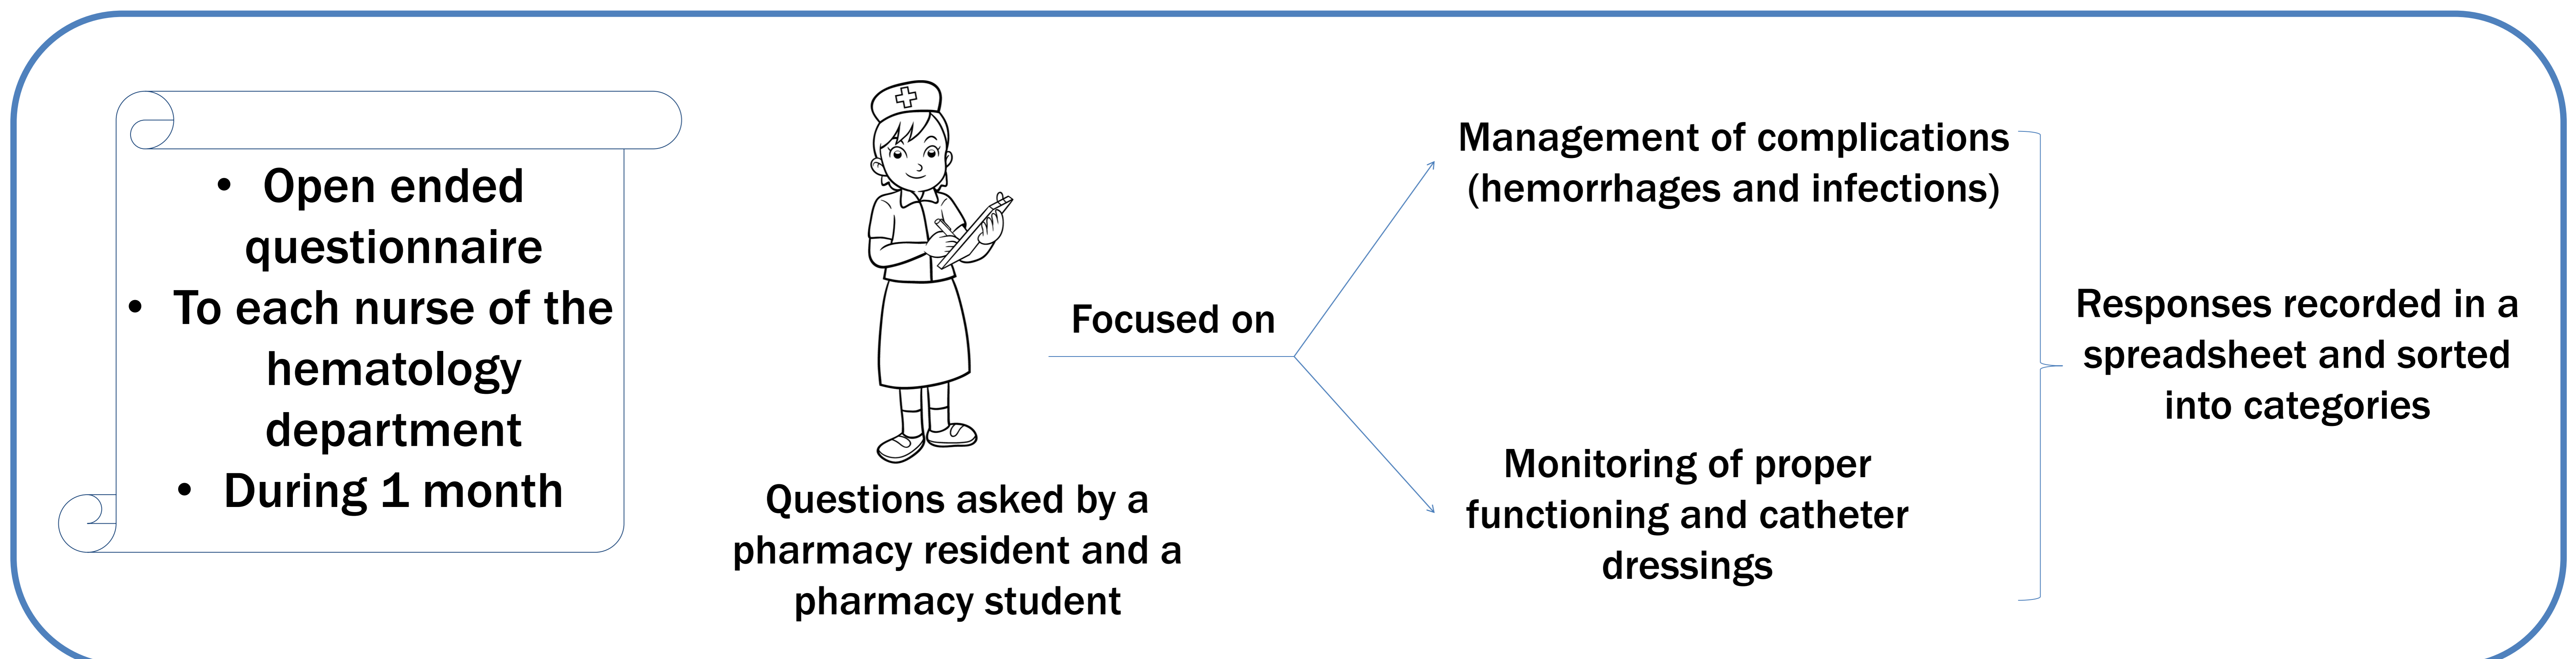 • Open ended
questionnaire
• To each nurse of the
hematology
department
• During 1 month
Questions asked by a
pharmacy resident and a
pharmacy student
Focused on
Management of complications
(hemorrhages and infections)
Monitoring of proper
functioning and catheter
dressings
Responses recorded in a
spreadsheet and sorted
into categories